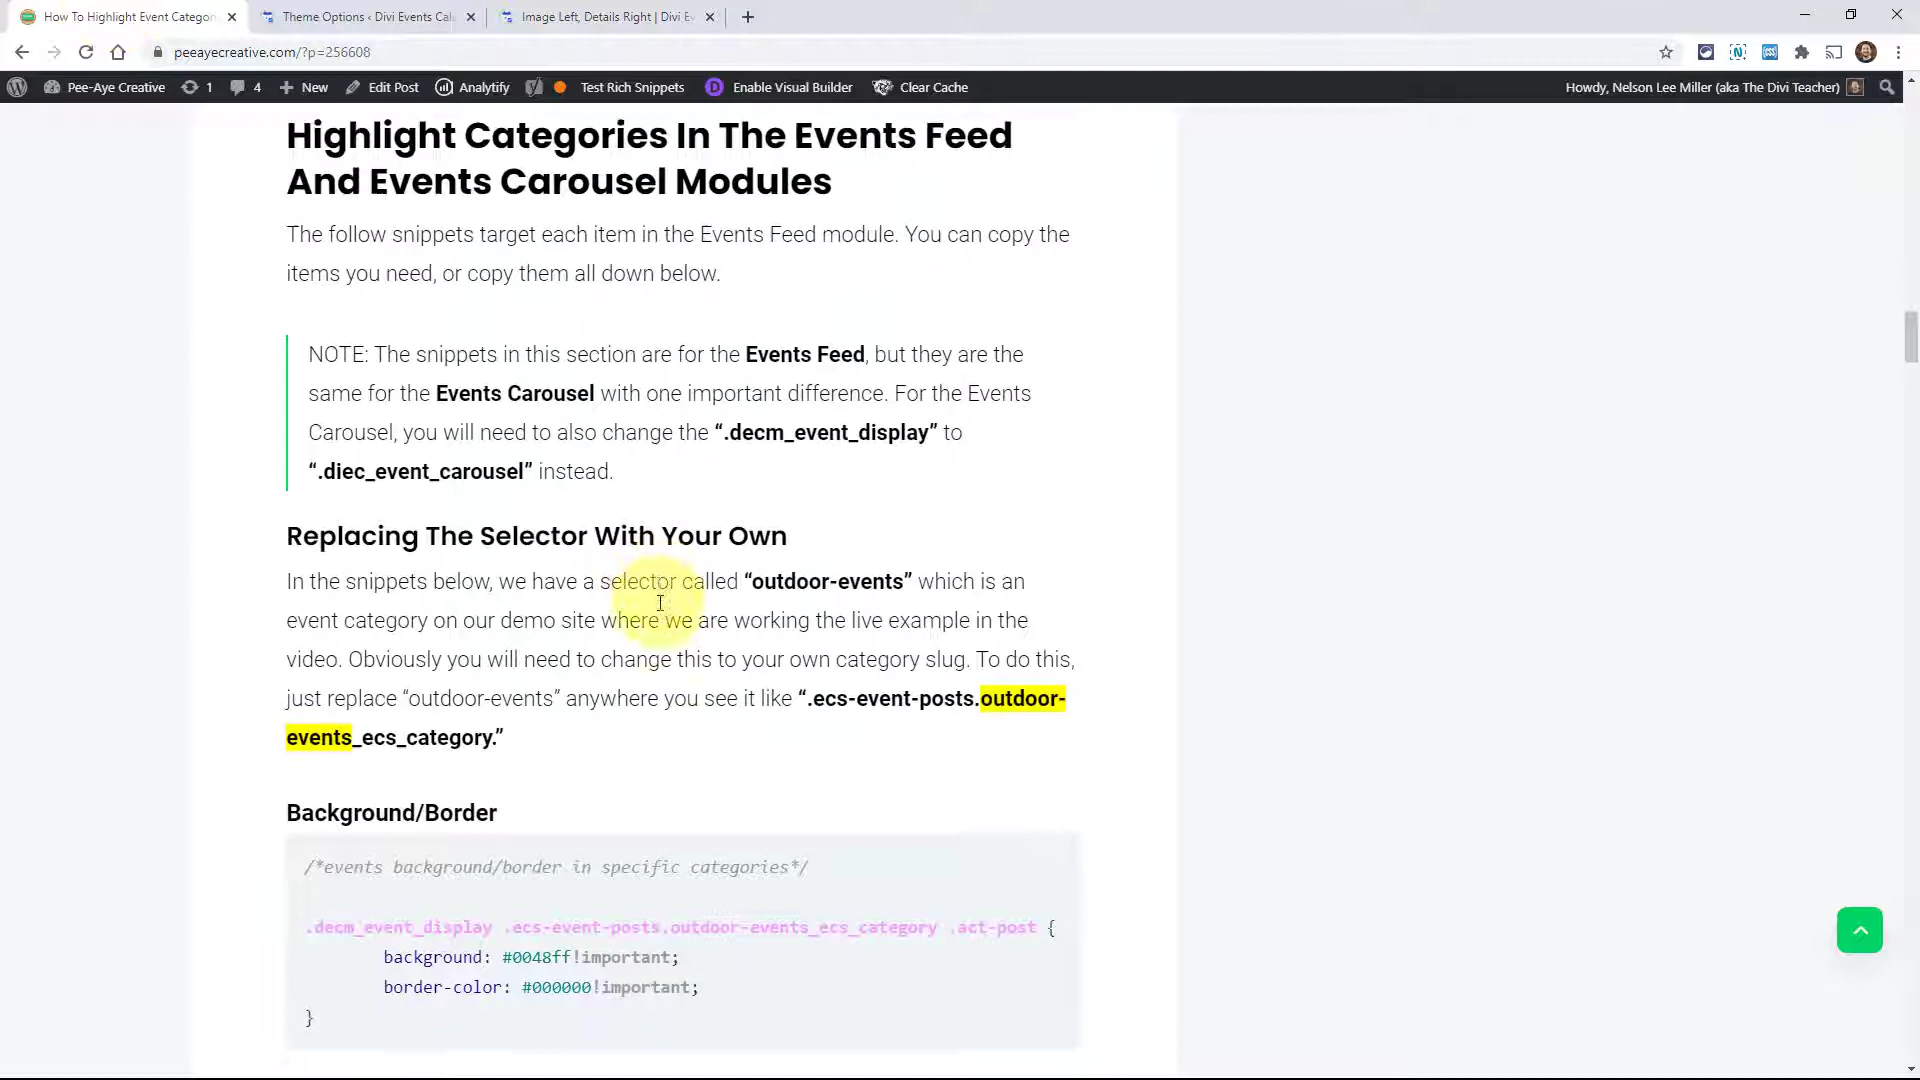 How To Highlight Event Categor
Theme Options ‹ Divi Events Cal
Image Left, Details Right | Divi Ev
peeayecreative.com/?p=256608
Pee-Aye Creative
1
4
New
Edit Post
Analytify
Test Rich Snippets
Enable Visual Builder
Clear Cache
Howdy, Nelson Lee Miller (aka The Divi Teacher)
Highlight Categories In The Events Feed
And Events Carousel Modules
The follow snippets target each item in the Events Feed module. You can copy the
items you need, or copy them all down below.
NOTE: The snippets in this section are for the Events Feed, but they are the
same for the Events Carousel with one important difference. For the Events
Carousel, you will need to also change the “.decm_event_display” to
“.diec_event_carousel” instead.
Replacing The Selector With Your Own
In the snippets below, we have a selector called “outdoor-events” which is an
event category on our demo site where we are working the live example in the
video. Obviously you will need to change this to your own category slug. To do this,
just replace “outdoor-events” anywhere you see it like “.ecs-event-posts.outdoor-
events_ecs_category.”
Background/Border
/*events background/border in specific categories*/
.decm_event_display .ecs-event-posts.outdoor-events_ecs_category .act-post {
background: #0048ff!important;
border-color: #000000!important;
}